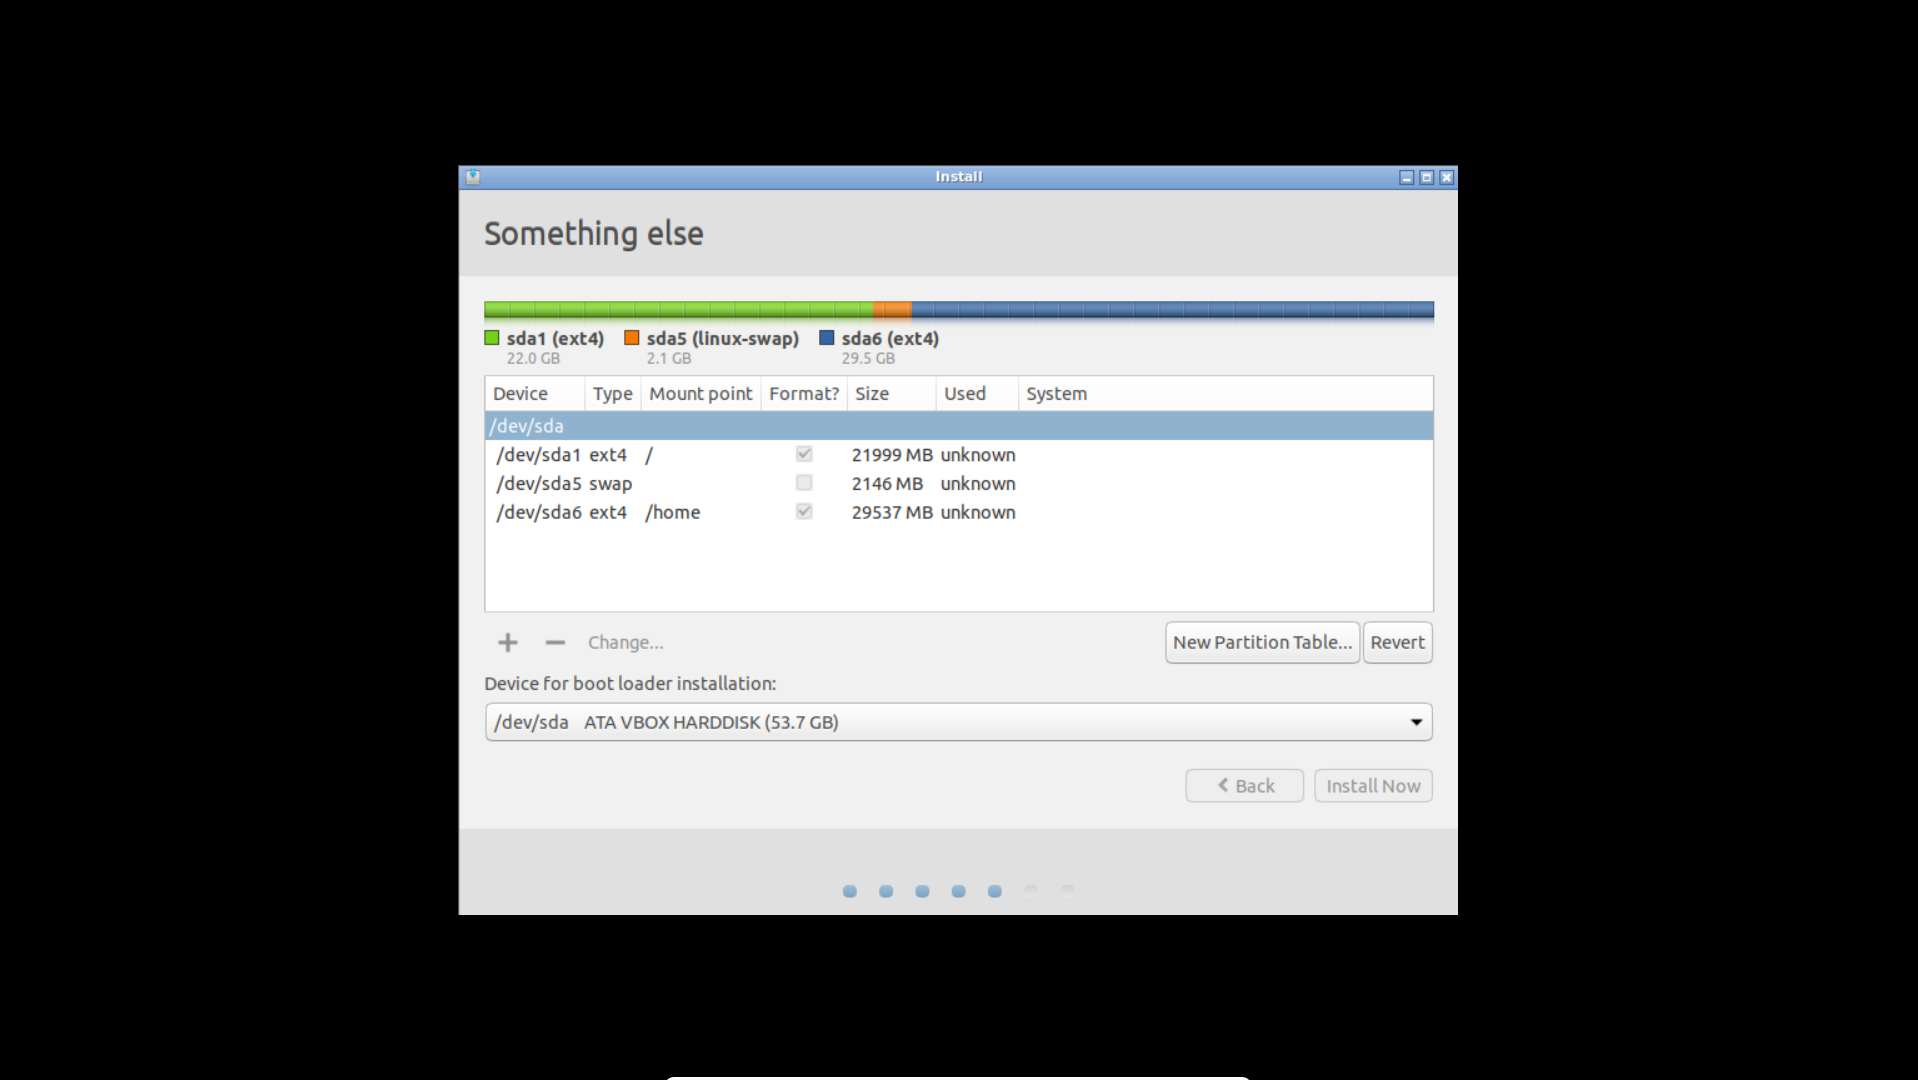 Install
Something else
sda1 (ext4) sda5 (linux-swap) sda6 (ext4)
22.0 GB 2.1 GB 29.5 GB
Device Type Mount point Format? Size Used System
/dev/sda
/dev/sda1 ext4 / 21999 MB unknown
/dev/sda5 swap 2146 MB unknown
/dev/sda6 ext4 /home 29537 MB unknown
+ − Change... New Partition Table... Revert
Device for boot loader installation:
/dev/sda ATA VBOX HARDDISK (53.7 GB)
Back Install Now